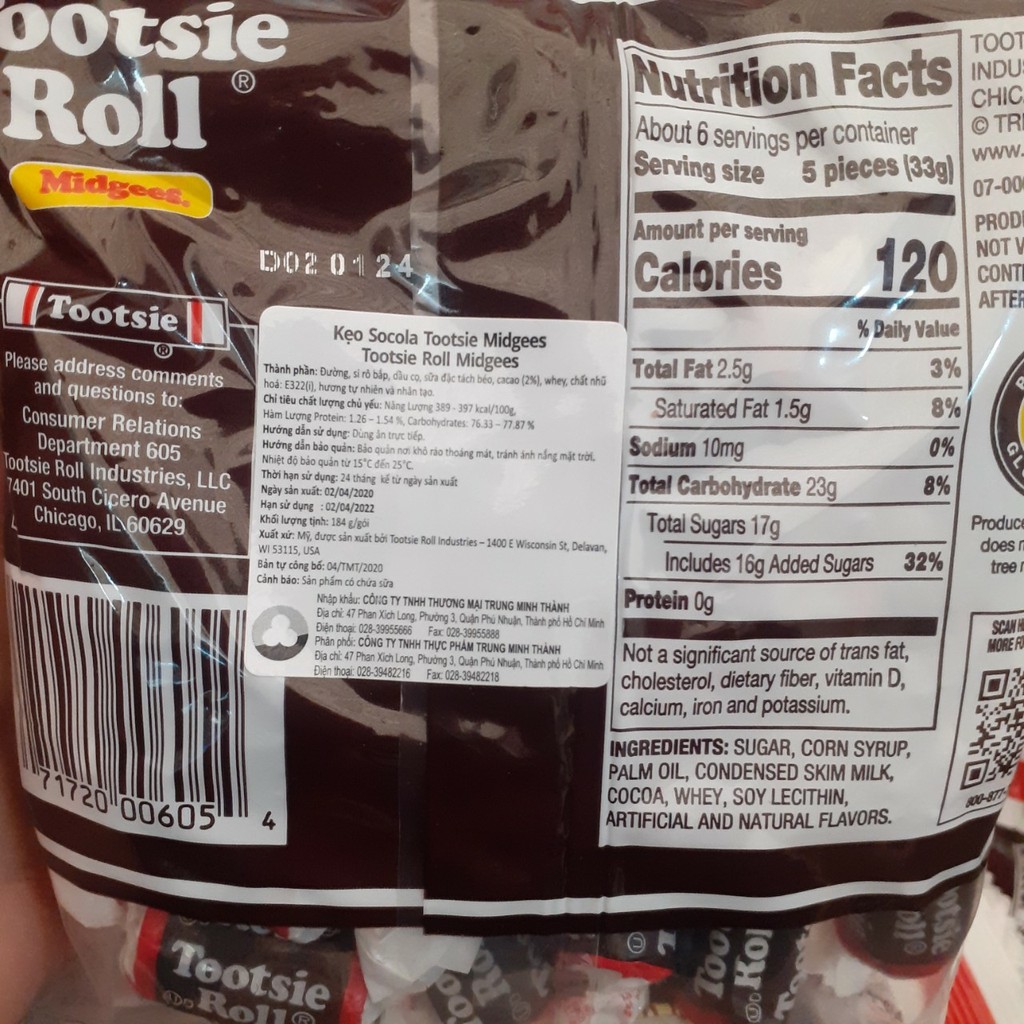 ootsie
Roll®
Midgees.
D020124
Tootsie
®
Please address comments
and questions to:
Consumer Relations
Department 605
Tootsie Roll Industries, LLC
7401 South Cicero Avenue
Chicago, IL 60629
71720 00605 4
Kẹo Socola Tootsie Midgees
Tootsie Roll Midgees
Thành phần: Đường, si rô bắp, dầu cọ, sữa đặc tách béo, cacao (2%), whey, chất nhũ
hoá: E322(i), hương tự nhiên và nhân tạo.
Chỉ tiêu chất lượng chủ yếu: Năng Lượng 389 - 397 kcal/100g,
Hàm Lượng Protein: 1.26 – 1.54 %, Carbohydrates: 76.33 – 77.87 %
Hướng dẫn sử dụng: Dùng ăn trực tiếp.
Hướng dẫn bảo quản: Bảo quản nơi khô ráo thoáng mát, tránh ánh nắng mặt trời.
Nhiệt độ bảo quản từ 15°C đến 25°C.
Thời hạn sử dụng: 24 tháng kể từ ngày sản xuất
Ngày sản xuất: 02/04/2020
Hạn sử dụng : 02/04/2022
Khối lượng tịnh: 184 g/gói
Xuất xứ: Mỹ, được sản xuất bởi Tootsie Roll Industries – 1400 E Wisconsin St, Delavan,
WI 53115, USA
Bản tự công bố: 04/TMT/2020
Cảnh báo: Sản phẩm có chứa sữa
Nhập khẩu: CÔNG TY TNHH THƯƠNG MẠI TRUNG MINH THÀNH
Địa chỉ: 47 Phan Xích Long, Phường 3, Quận Phú Nhuận, Thành phố Hồ Chí Minh
Điện thoại: 028-39955666 Fax: 028-39955888
Phân phối: CÔNG TY TNHH THỰC PHẨM TRUNG MINH THÀNH
Địa chỉ: 47 Phan Xích Long, Phường 3, Quận Phú Nhuận, Thành phố Hồ Chí Minh
Điện thoại: 028-39482216 Fax: 028-39482218
Nutrition Facts
About 6 servings per container
Serving size 5 pieces (33g)
Amount per serving
Calories 120
% Daily Value
Total Fat 2.5g 3%
Saturated Fat 1.5g 8%
Sodium 10mg 0%
Total Carbohydrate 23g 8%
Total Sugars 17g
Includes 16g Added Sugars 32%
Protein 0g
Not a significant source of trans fat,
cholesterol, dietary fiber, vitamin D,
calcium, iron and potassium.
INGREDIENTS: SUGAR, CORN SYRUP,
PALM OIL, CONDENSED SKIM MILK,
COCOA, WHEY, SOY LECITHIN,
ARTIFICIAL AND NATURAL FLAVORS.
TOOT
INDU
CHIC
© TR
www.
07-00
PROD
NOT
CONT
AFTER
GL
Produce
does
tree
SCAN
MORE FO
800-877-
Tootsie
Roll®